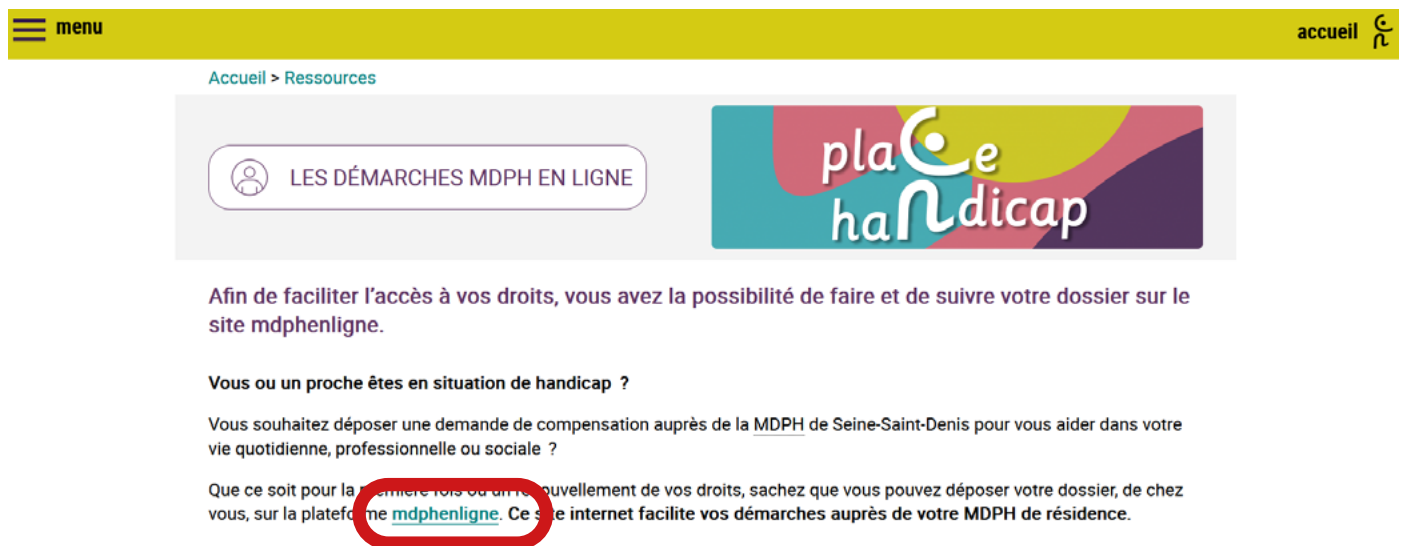 menu
accueil
Accueil > Ressources
LES DÉMARCHES MDPH EN LIGNE
place
handicap
Afin de faciliter l'accès à vos droits, vous avez la possibilité de faire et de suivre votre dossier sur le
site mdphenligne.
Vous ou un proche êtes en situation de handicap ?
Vous souhaitez déposer une demande de compensation auprès de la MDPH de Seine-Saint-Denis pour vous aider dans votre
vie quotidienne, professionnelle ou sociale ?
Que ce soit pour la première fois ou un renouvellement de vos droits, sachez que vous pouvez déposer votre dossier, de chez
vous, sur la plateforme mdphenligne. Ce site internet facilite vos démarches auprès de votre MDPH de résidence.